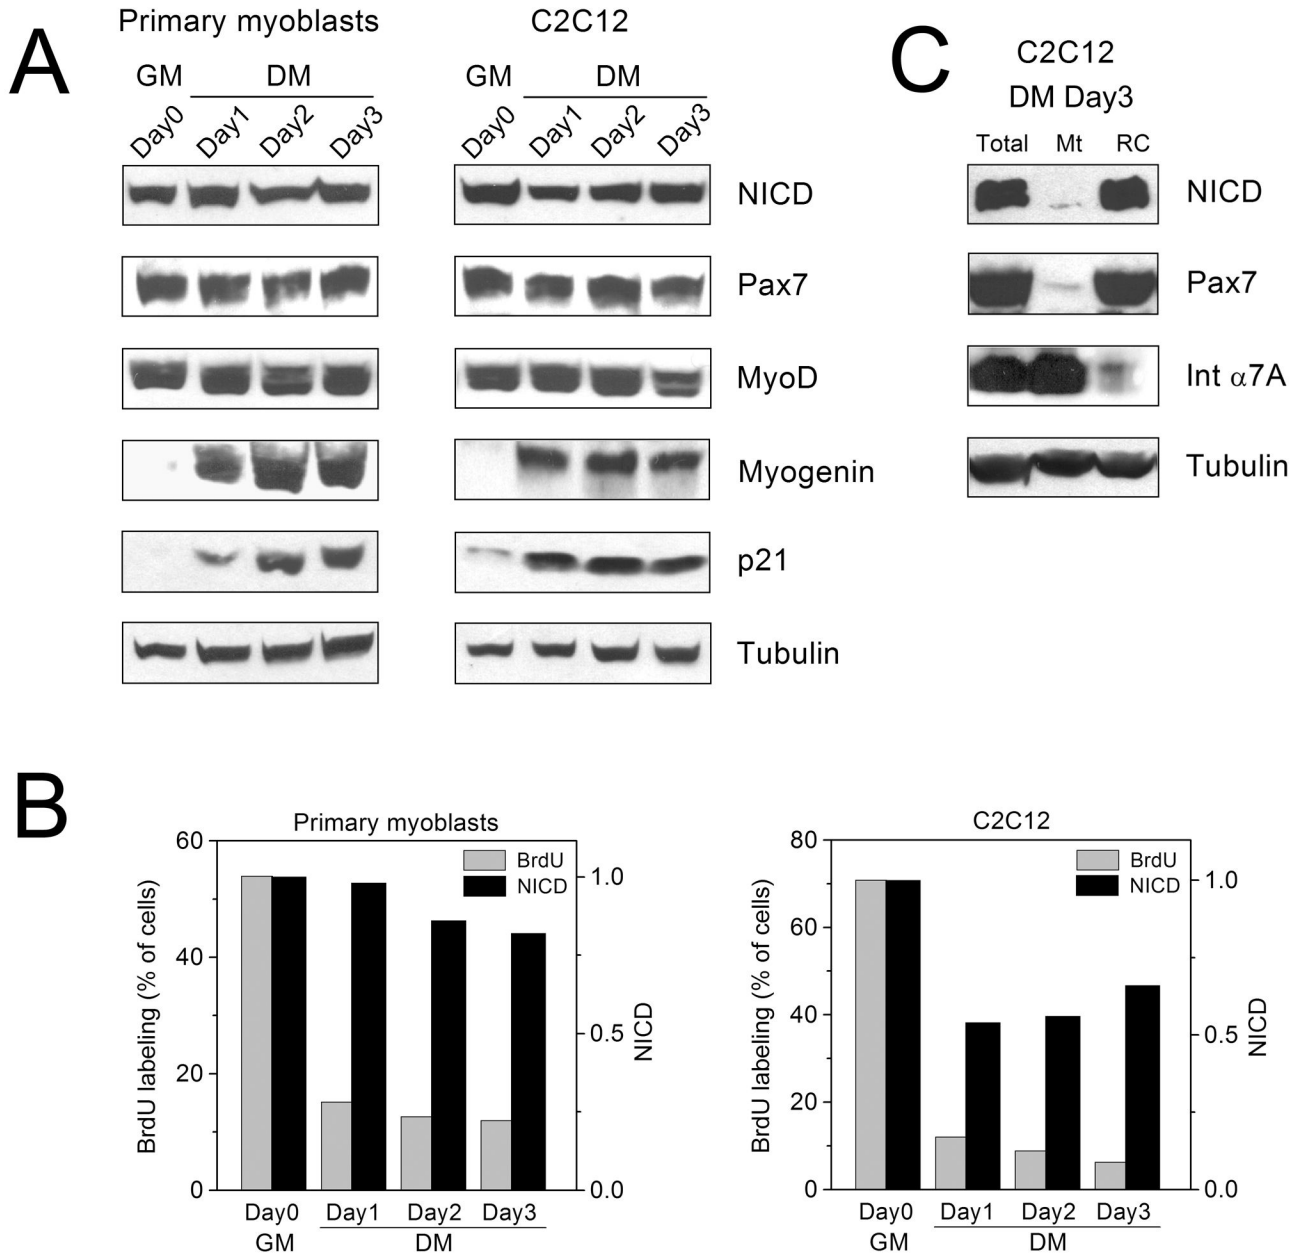 A
Primary myoblasts
C2C12
GM
DM
GM
DM
Day0
Day1
Day2
Day3
Day0
Day1
Day2
Day3
NICD
Pax7
MyoD
Myogenin
p21
Tubulin
C
C2C12
DM Day3
Total Mt RC
NICD
Pax7
Int α7A
Tubulin
B
Primary myoblasts
BrdU
NICD
BrdU labeling (% of cells)
60
40
20
0
1.0
0.5
0.0
NICD
Day0 Day1 Day2 Day3
GM DM
C2C12
BrdU
NICD
BrdU labeling (% of cells)
80
60
40
20
0
1.0
0.5
0.0
NICD
Day0 Day1 Day2 Day3
GM DM